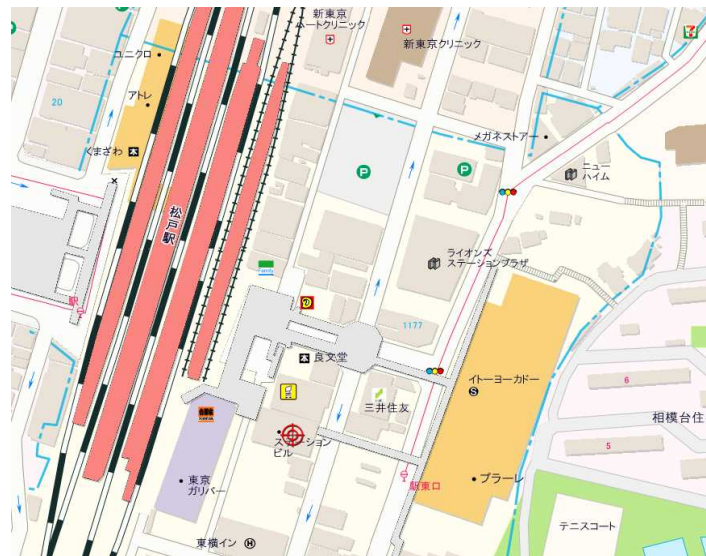 新東京
ハートクリニック
新東京クリニック
ユニクロ
20
アトレ
くまざわ
本
P
P
メガネストアー
ニュー
ハイム
松戸駅
ライオンズ
ステーションプラザ
駅
Family
D
1177
本
良文堂
イトーヨーカドー
S
三井住友
6
相模台住
5
ステーション
ビル
東京
ガリバー
駅東口
プラーレ
テニスコート
東横イン
H